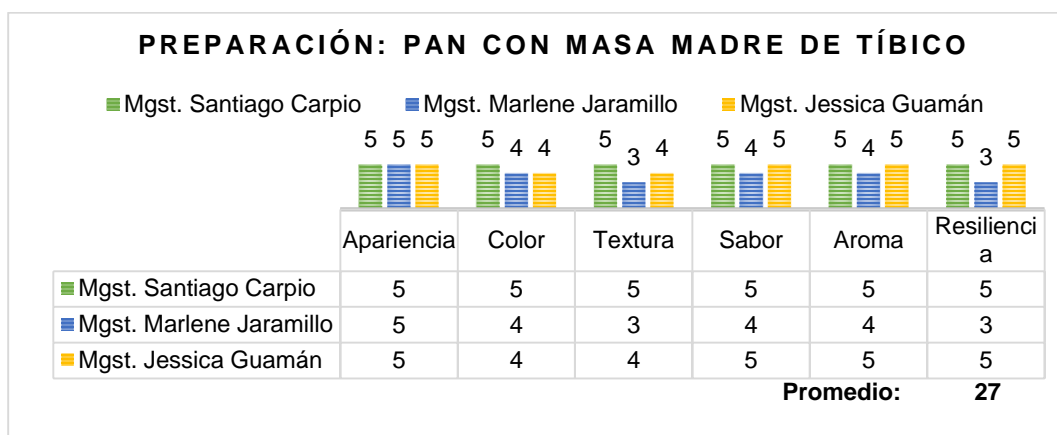 PREPARACIÓN: PAN CON MASA MADRE DE TÍBICO
Mgst. Santiago Carpio Mgst. Marlene Jaramillo Mgst. Jessica Guamán
5 5 5 5 4 4 5 3 4 5 4 5 5 4 5 5 3 5
Apariencia Color Textura Sabor Aroma Resilienci
a
Mgst. Santiago Carpio 5 5 5 5 5 5
Mgst. Marlene Jaramillo 5 4 3 4 4 3
Mgst. Jessica Guamán 5 4 4 5 5 5
Promedio: 27